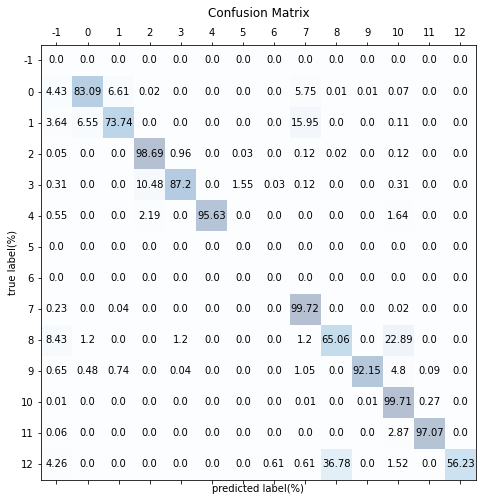 Confusion Matrix
-1 0 1 2 3 4 5 6 7 8 9 10 11 12
-1 0.0 0.0 0.0 0.0 0.0 0.0 0.0 0.0 0.0 0.0 0.0 0.0 0.0 0.0
0 4.43 83.09 6.61 0.02 0.0 0.0 0.0 0.0 5.75 0.01 0.01 0.07 0.0 0.0
1 3.64 6.55 73.74 0.0 0.0 0.0 0.0 0.0 15.95 0.0 0.0 0.11 0.0 0.0
2 0.05 0.0 0.0 98.69 0.96 0.0 0.03 0.0 0.12 0.02 0.0 0.12 0.0 0.0
3 0.31 0.0 0.0 10.48 87.2 0.0 1.55 0.03 0.12 0.0 0.0 0.31 0.0 0.0
4 0.55 0.0 0.0 2.19 0.0 95.63 0.0 0.0 0.0 0.0 0.0 1.64 0.0 0.0
5 0.0 0.0 0.0 0.0 0.0 0.0 0.0 0.0 0.0 0.0 0.0 0.0 0.0 0.0
6 0.0 0.0 0.0 0.0 0.0 0.0 0.0 0.0 0.0 0.0 0.0 0.0 0.0 0.0
7 0.23 0.0 0.04 0.0 0.0 0.0 0.0 0.0 99.72 0.0 0.0 0.02 0.0 0.0
8 8.43 1.2 0.0 0.0 1.2 0.0 0.0 0.0 1.2 65.06 0.0 22.89 0.0 0.0
9 0.65 0.48 0.74 0.0 0.04 0.0 0.0 0.0 1.05 0.0 92.15 4.8 0.09 0.0
10 0.01 0.0 0.0 0.0 0.0 0.0 0.0 0.0 0.01 0.0 0.01 99.71 0.27 0.0
11 0.06 0.0 0.0 0.0 0.0 0.0 0.0 0.0 0.0 0.0 0.0 2.87 97.07 0.0
12 4.26 0.0 0.0 0.0 0.0 0.0 0.0 0.61 0.61 36.78 0.0 1.52 0.0 56.23
true label(%)
predicted label(%)